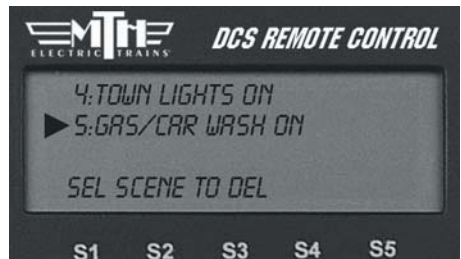 MTH
ELECTRIC TRAINS
DCS REMOTE CONTROL
4:TOWN LIGHTS ON
5:GAS/CAR WASH ON
SEL SCENE TO DEL
S1 S2 S3 S4 S5